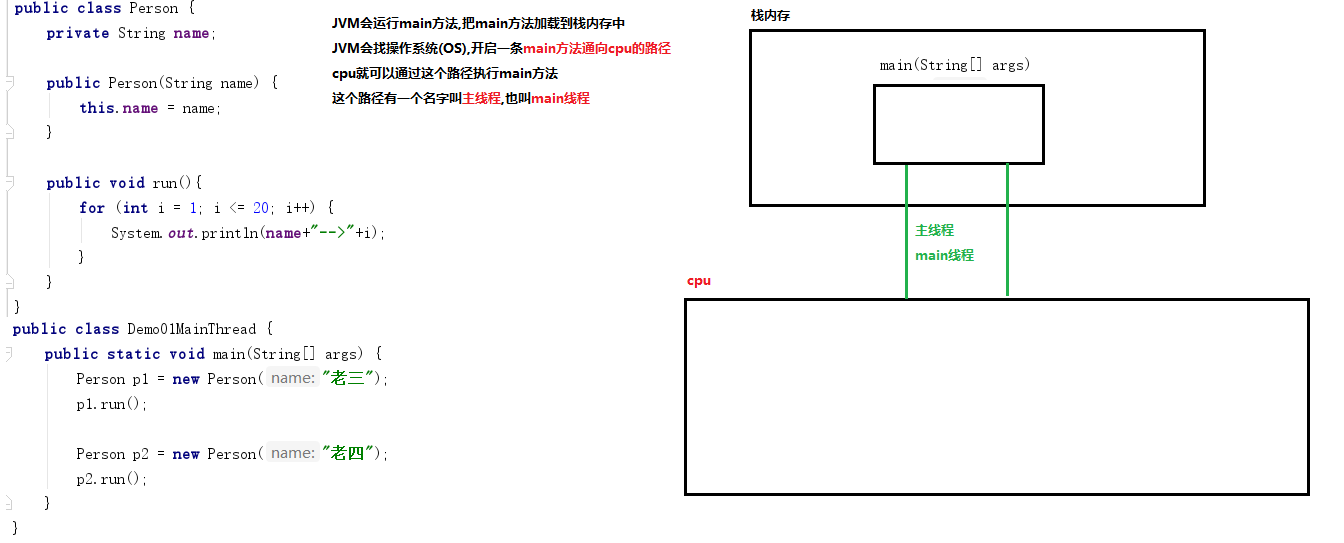 public class Person {
private String name;
public Person(String name) {
this.name = name;
}
public void run(){
for (int i = 1; i <= 20; i++) {
System.out.println(name+"-->"+i);
}
}
}
public class Demo01MainThread {
public static void main(String[] args) {
Person p1 = new Person( name: "老三");
p1.run();
Person p2 = new Person( name: "老四");
p2.run();
}
}
JVM会运行main方法,把main方法加载到栈内存中
JVM会找操作系统(OS),开启一条main方法通向cpu的路径
cpu就可以通过这个路径执行main方法
这个路径有一个名字叫主线程,也叫main线程
栈内存
main(String[] args)
主线程
main线程
cpu